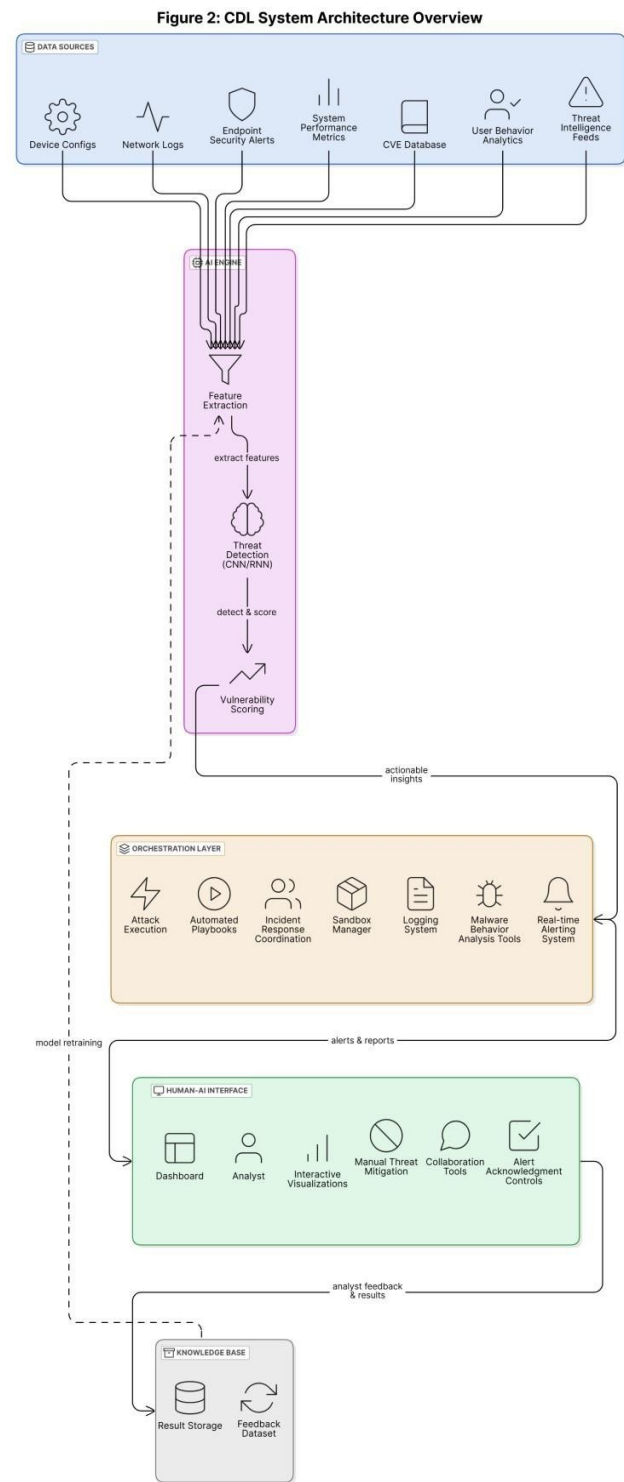 Figure 2: CDL System Architecture Overview
DATA SOURCES
Device Configs
Network Logs
Endpoint
Security Alerts
System
Performance
Metrics
CVE Database
User Behavior
Analytics
Threat
Intelligence
Feeds
AI ENGINE
Feature
Extraction
extract features
Threat
Detection
(CNN/RNN)
detect & score
Vulnerability
Scoring
actionable
insights
ORCHESTRATION LAYER
Attack
Execution
Automated
Playbooks
Incident
Response
Coordination
Sandbox
Manager
Logging
System
Malware
Behavior
Analysis Tools
Real-time
Alerting
System
model retraining
alerts & reports
HUMAN-AI INTERFACE
Dashboard
Analyst
Interactive
Visualizations
Manual Threat
Mitigation
Collaboration
Tools
Alert
Acknowledgment
Controls
analyst feedback
& results
KNOWLEDGE BASE
Result Storage
Feedback
Dataset